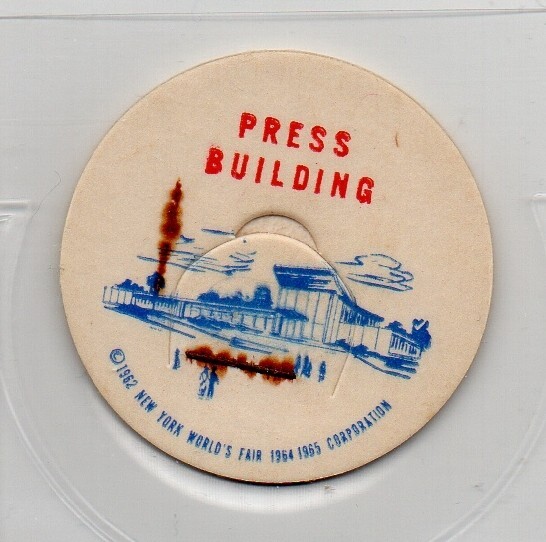 PRESS
BUILDING
©1962 NEW YORK WORLD'S FAIR 1964 1965 CORPORATION